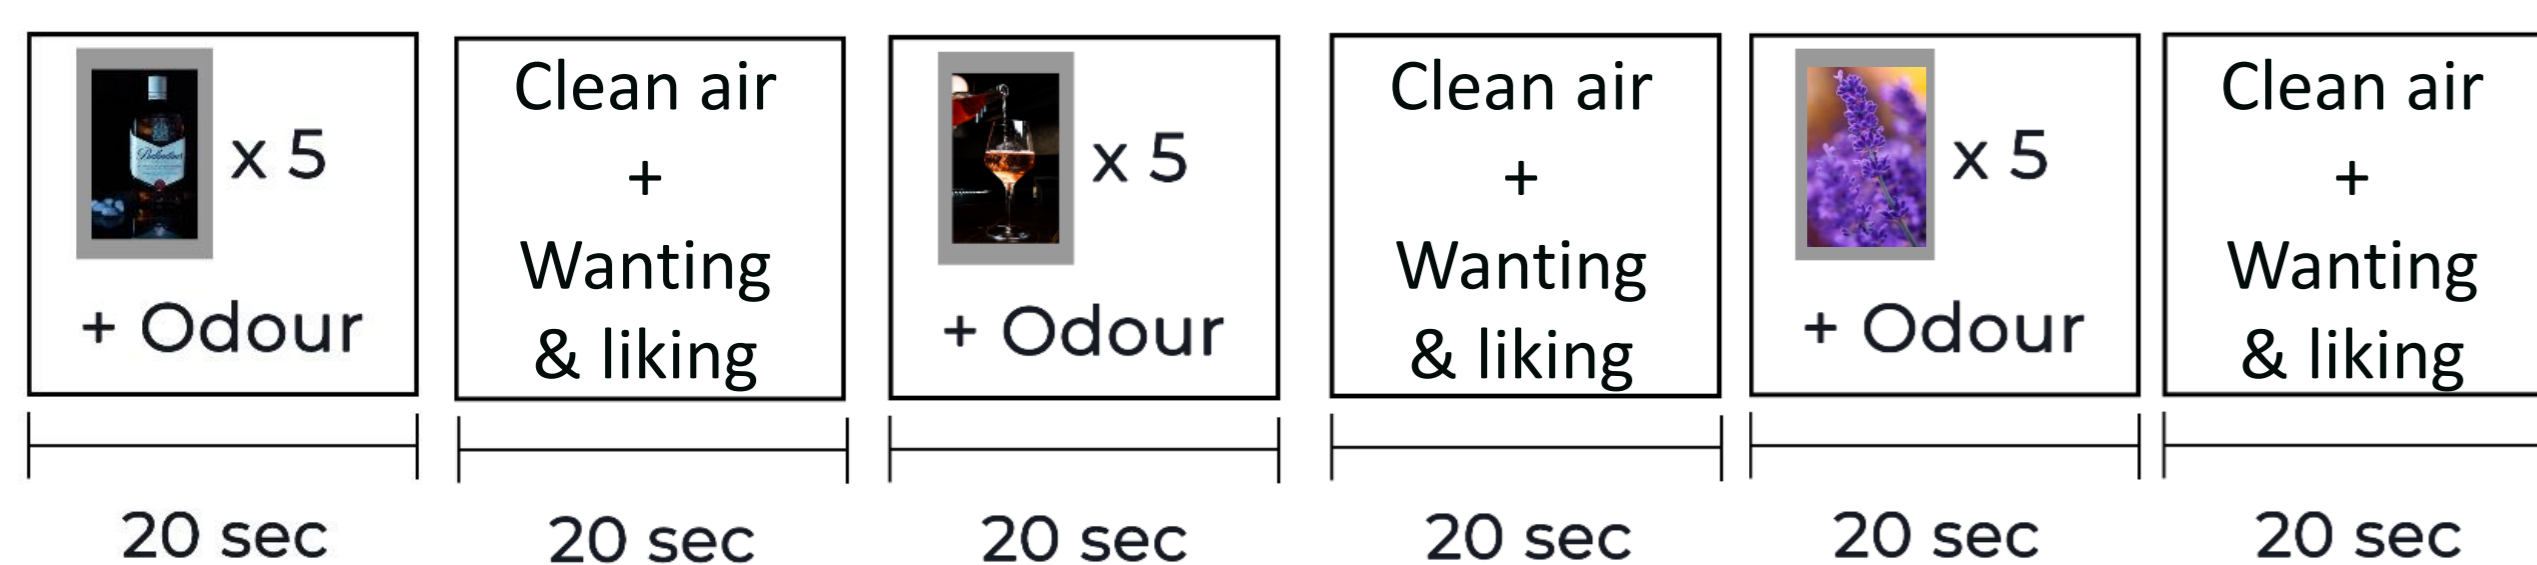 x 5
+ Odour
20 sec
Clean air
+
Wanting
& liking
20 sec
x 5
+ Odour
20 sec
Clean air
+
Wanting
& liking
20 sec
x 5
+ Odour
20 sec
Clean air
+
Wanting
& liking
20 sec